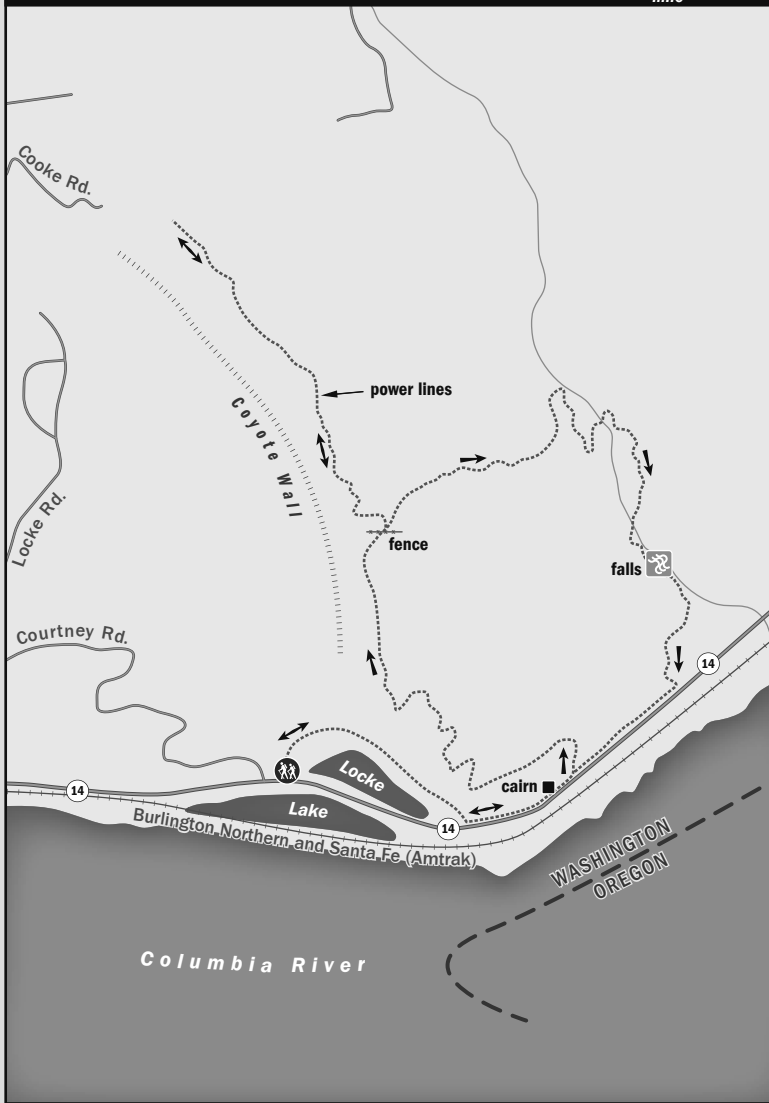 Cooke Rd.
power lines
Coyote Wall
Locke Rd.
fence
falls
Courtney Rd.
14
Locke
cairn
14
Lake
14
Burlington Northern and Santa Fe (Amtrak)
WASHINGTON
OREGON
Columbia River